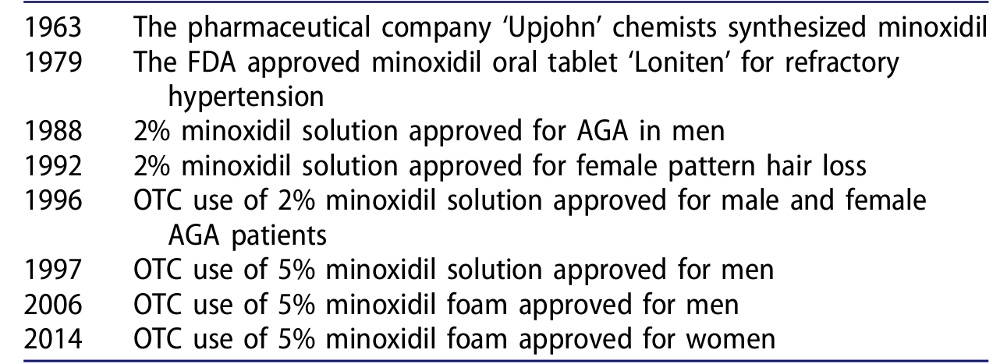 1963 The pharmaceutical company ‘Upjohn’ chemists synthesized minoxidil
1979 The FDA approved minoxidil oral tablet ‘Loniten’ for refractory
hypertension
1988 2% minoxidil solution approved for AGA in men
1992 2% minoxidil solution approved for female pattern hair loss
1996 OTC use of 2% minoxidil solution approved for male and female
AGA patients
1997 OTC use of 5% minoxidil solution approved for men
2006 OTC use of 5% minoxidil foam approved for men
2014 OTC use of 5% minoxidil foam approved for women